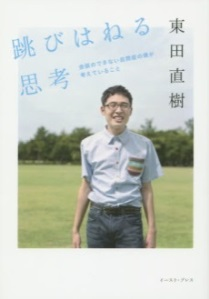 跳びはねる
思考
会話のできない自閉症の僕が
考えていること
東田直樹
イースト・プレス